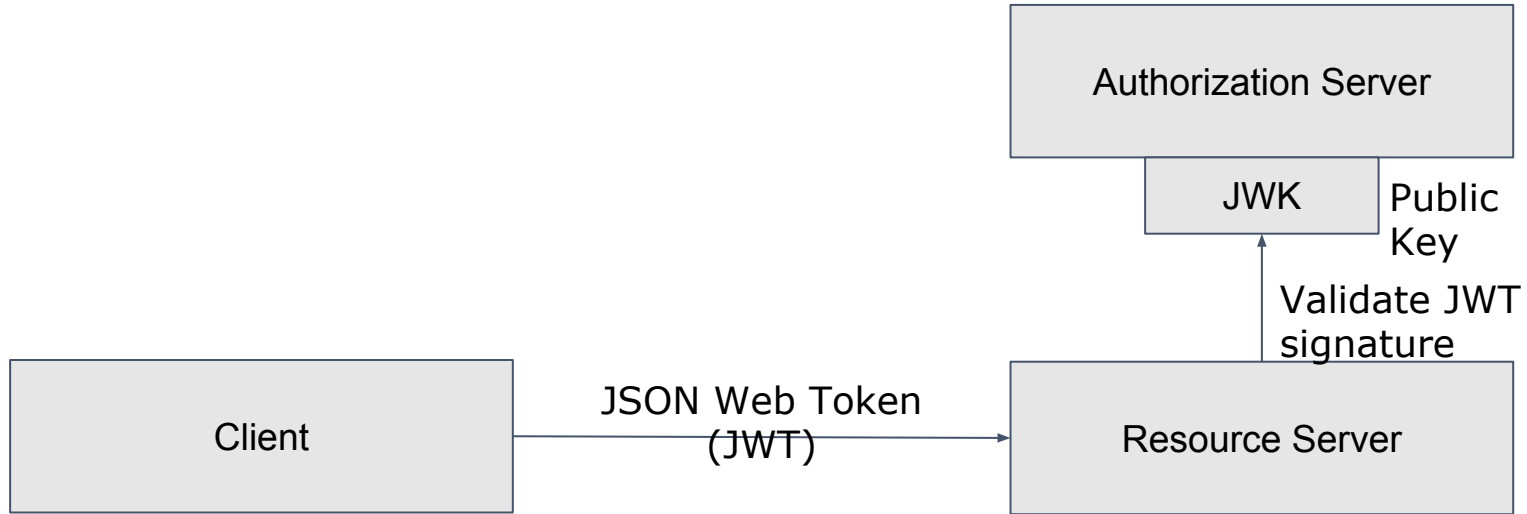 Authorization Server
JWK
Public
Key
Validate JWT
signature
Client
JSON Web Token
(JWT)
Resource Server